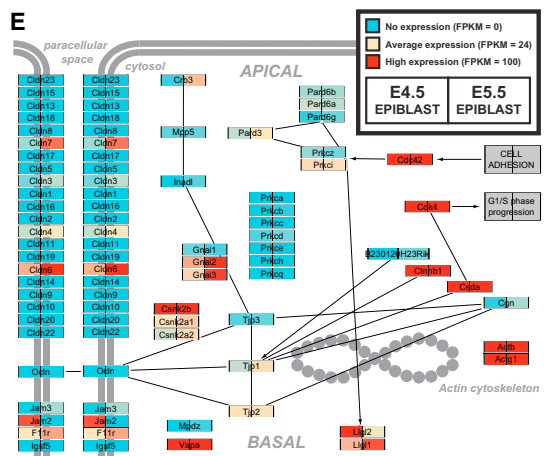 E
paracellular
space
cytosol
APICAL
No expression (FPKM = 0)
Average expression (FPKM = 24)
High expression (FPKM = 100)
E4.5
EPIBLAST
E5.5
EPIBLAST
Cldn23
Cldn15
Cldn13
Cldn18
Cldn8
Cldn7
Cldn17
Cldn5
Cldn3
Cldn1
Cldn16
Cldn2
Cldn4
Cldn11
Cldn19
Cldn6
Cldn14
Cldn9
Cldn10
Cldn20
Cldn22
Ocln
Jam3
Jam2
F11r
Igsf5
Cldn23
Cldn15
Cldn13
Cldn18
Cldn8
Cldn7
Cldn17
Cldn5
Cldn3
Cldn1
Cldn16
Cldn2
Cldn4
Cldn11
Cldn19
Cldn6
Cldn14
Cldn9
Cldn10
Cldn20
Cldn22
Ocln
Jam3
Jam2
F11r
Igsf5
Crb3
Mpp5
Inadl
Pard6b
Pard6a
Pard6g
Pard3
Prkcz
Prkci
Cdc42
CELL
ADHESION
Cdk4
G1/S phase
progression
Prkca
Prkcb
Prkcc
Prkcd
Prkce
Prkch
Prkcq
Gnai1
Gnai2
Gnai3
B230120H23Rik
Ctnnb1
Csda
Cgn
Csnk2b
Csnk2a1
Csnk2a2
Tjp3
Tjp1
Tjp2
Actb
Actg1
Actin cytoskeleton
Mpdz
Vapa
BASAL
Llgl2
Llgl1